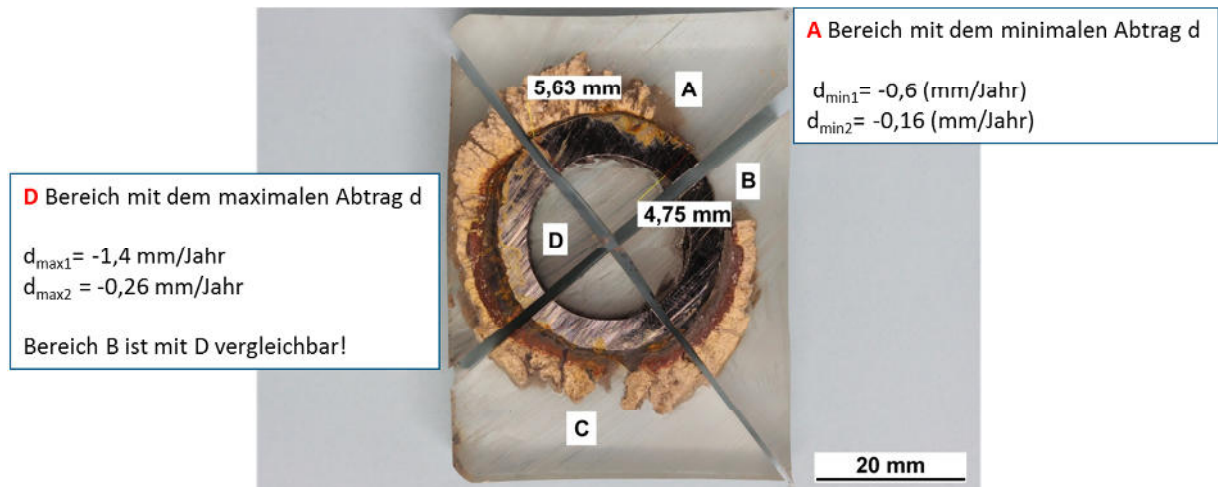 A Bereich mit dem minimalen Abtrag d
dmin1= -0,6 (mm/Jahr)
dmin2= -0,16 (mm/Jahr)
5,63 mm
A
B
4,75 mm
D
C
D Bereich mit dem maximalen Abtrag d
dmax1= -1,4 mm/Jahr
dmax2 = -0,26 mm/Jahr
Bereich B ist mit D vergleichbar!
20 mm